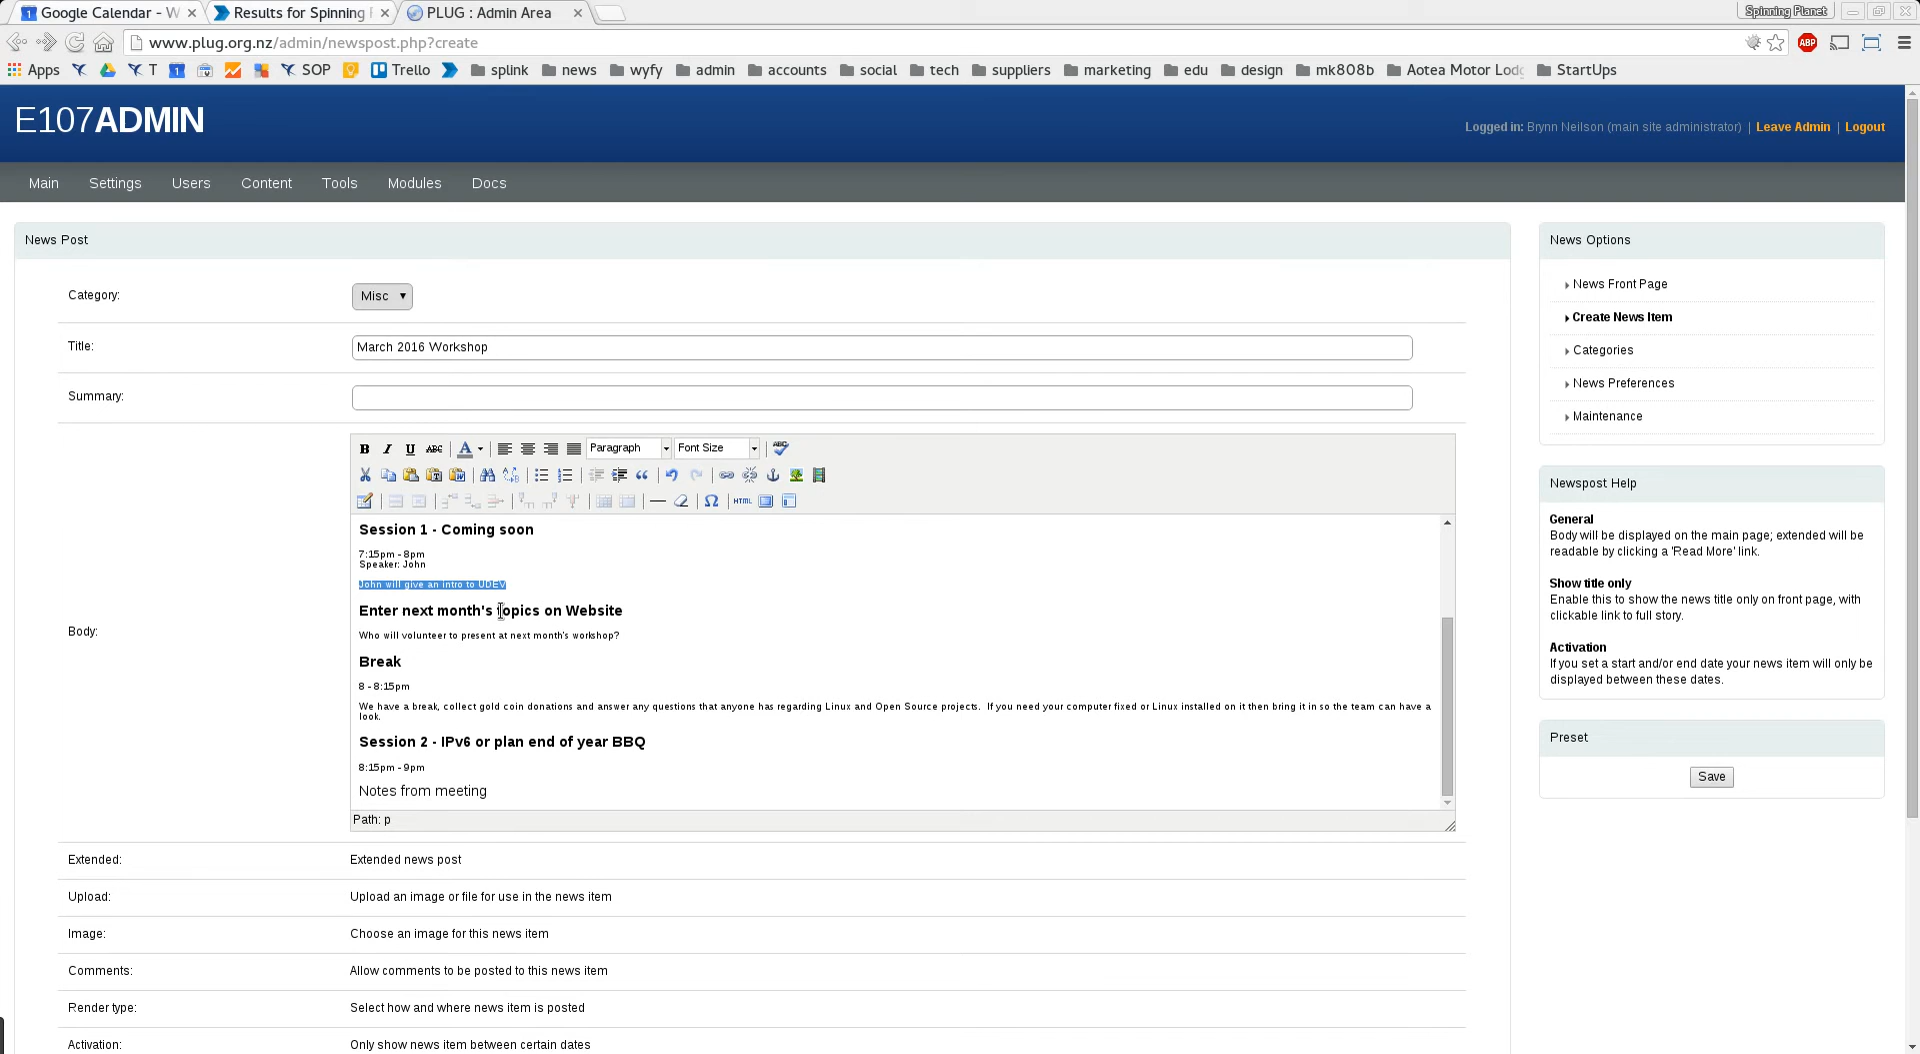 Google Calendar - W
Results for Spinning P
PLUG : Admin Area
Spinning Planet
www.plug.org.nz/admin/newspost.php?create
ABP
Apps
T
1
SOP
Trello
splink
news
wyfy
admin
accounts
social
tech
suppliers
marketing
edu
design
mk808b
Aotea Motor Lodg
StartUps
E107ADMIN
Logged in: Brynn Neilson (main site administrator) | Leave Admin | Logout
Main Settings Users Content Tools Modules Docs
News Post
Category:
Misc
Title:
March 2016 Workshop
Summary:
Body:
B I U ABC A Paragraph Font Size ABC
HTML
Session 1 - Coming soon
7:15pm - 8pm
Speaker: John
John will give an intro to UDEV
Enter next month's topics on Website
Who will volunteer to present at next month's workshop?
Break
8 - 8:15pm
We have a break, collect gold coin donations and answer any questions that anyone has regarding Linux and Open Source projects. If you need your computer fixed or Linux installed on it then bring it in so the team can have a
look.
Session 2 - IPv6 or plan end of year BBQ
8:15pm - 9pm
Notes from meeting
Path: p
Extended: Extended news post
Upload: Upload an image or file for use in the news item
Image: Choose an image for this news item
Comments: Allow comments to be posted to this news item
Render type: Select how and where news item is posted
Activation: Only show news item between certain dates
News Options
News Front Page
Create News Item
Categories
News Preferences
Maintenance
Newspost Help
General
Body will be displayed on the main page; extended will be
readable by clicking a 'Read More' link.
Show title only
Enable this to show the news title only on front page, with
clickable link to full story.
Activation
If you set a start and/or end date your news item will only be
displayed between these dates.
Preset
Save